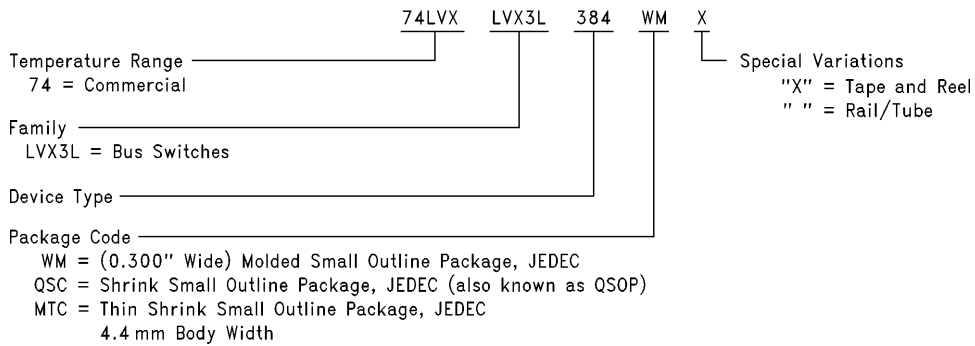 74LVX LVX3L 384 WM X
Temperature Range
74 = Commercial
Special Variations
"X" = Tape and Reel
" " = Rail/Tube
Family
LVX3L = Bus Switches
Device Type
Package Code
WM = (0.300" Wide) Molded Small Outline Package, JEDEC
QSC = Shrink Small Outline Package, JEDEC (also known as QSOP)
MTC = Thin Shrink Small Outline Package, JEDEC
4.4 mm Body Width